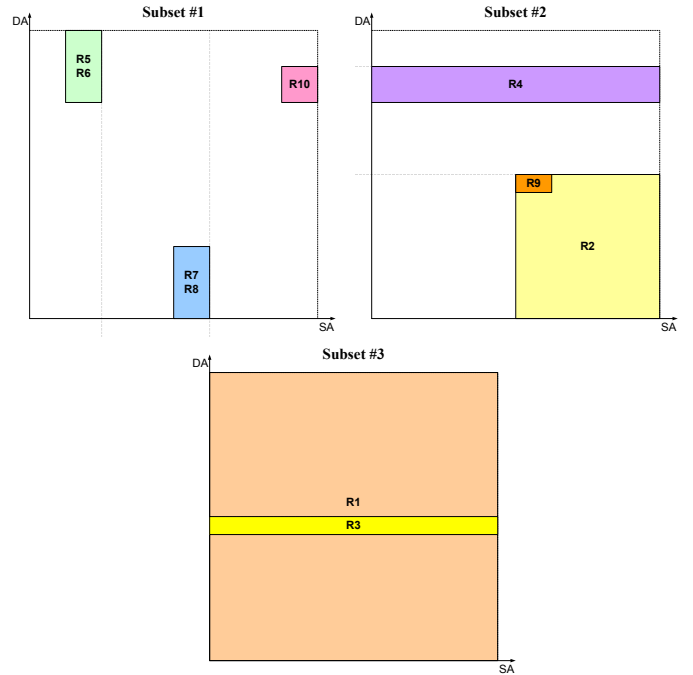 Subset #1
DA
R5
R6
R10
R7
R8
SA
Subset #2
DA
R4
R9
R2
SA
Subset #3
DA
R1
R3
SA